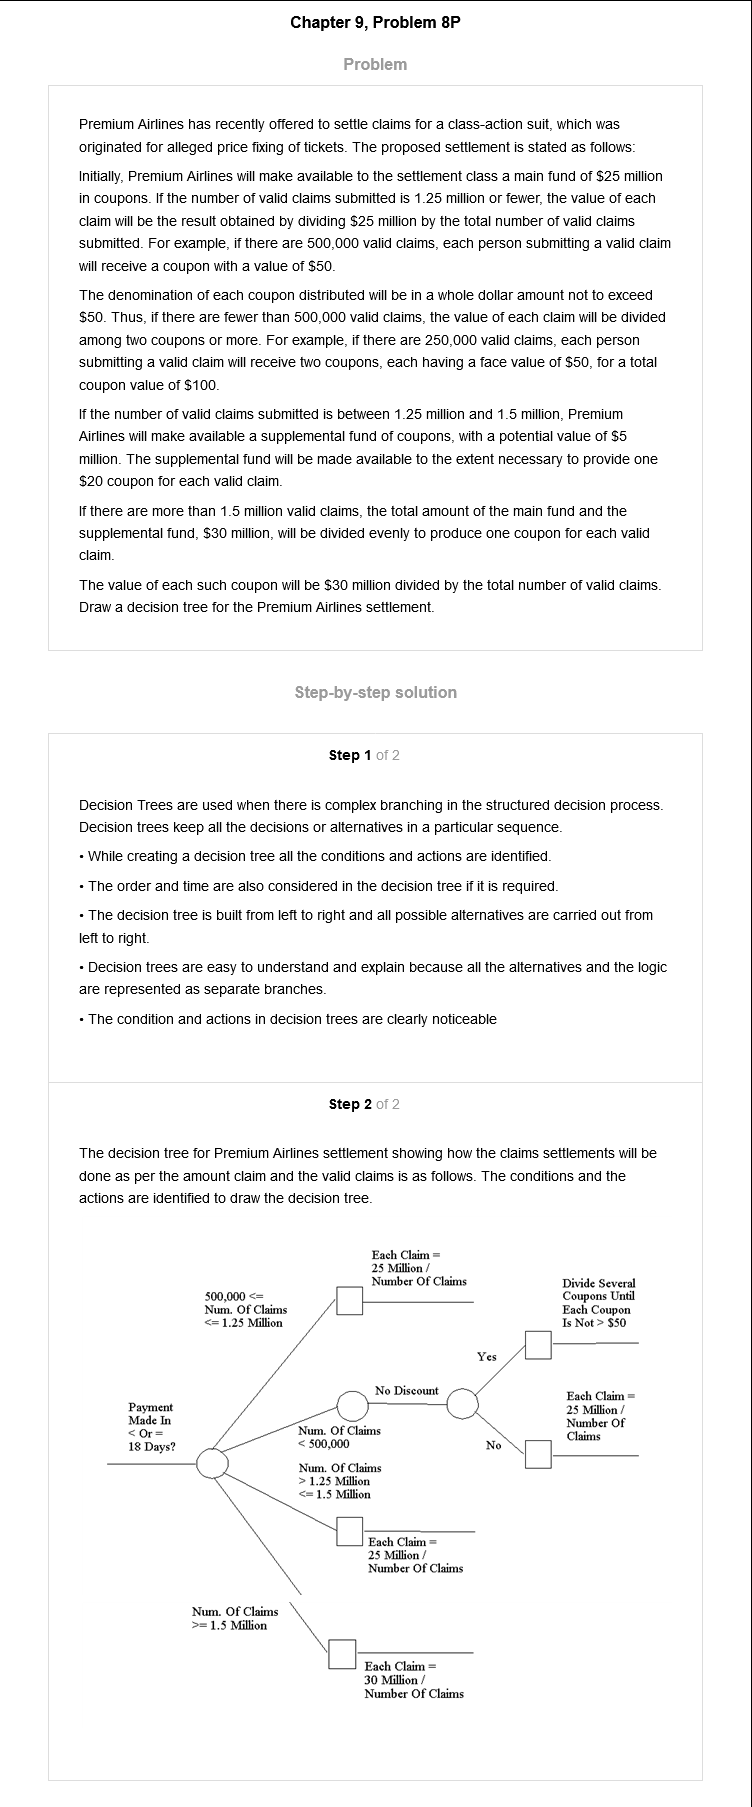 Chapter 9, Problem 8P
Problem
Premium Airlines has recently offered to settle claims for a class-action suit, which was
originated for alleged price fixing of tickets. The proposed settlement is stated as follows:
Initially, Premium Airlines will make available to the settlement class a main fund of $25 million
in coupons. If the number of valid claims submitted is 1.25 million or fewer, the value of each
claim will be the result obtained by dividing $25 million by the total number of valid claims
submitted. For example, if there are 500,000 valid claims, each person submitting a valid claim
will receive a coupon with a value of $50.
The denomination of each coupon distributed will be in a whole dollar amount not to exceed
$50. Thus, if there are fewer than 500,000 valid claims, the value of each claim will be divided
among two coupons or more. For example, if there are 250,000 valid claims, each person
submitting a valid claim will receive two coupons, each having a face value of $50, for a total
coupon value of $100.
If the number of valid claims submitted is between 1.25 million and 1.5 million, Premium
Airlines will make available a supplemental fund of coupons, with a potential value of $5
million. The supplemental fund will be made available to the extent necessary to provide one
$20 coupon for each valid claim.
If there are more than 1.5 million valid claims, the total amount of the main fund and the
supplemental fund, $30 million, will be divided evenly to produce one coupon for each valid
claim.
The value of each such coupon will be $30 million divided by the total number of valid claims.
Draw a decision tree for the Premium Airlines settlement.
Step-by-step solution
Step 1 of 2
Decision Trees are used when there is complex branching in the structured decision process.
Decision trees keep all the decisions or alternatives in a particular sequence.
• While creating a decision tree all the conditions and actions are identified.
• The order and time are also considered in the decision tree if it is required.
• The decision tree is built from left to right and all possible alternatives are carried out from
left to right.
• Decision trees are easy to understand and explain because all the alternatives and the logic
are represented as separate branches.
• The condition and actions in decision trees are clearly noticeable
Step 2 of 2
The decision tree for Premium Airlines settlement showing how the claims settlements will be
done as per the amount claim and the valid claims is as follows. The conditions and the
actions are identified to draw the decision tree.
Each Claim =
25 Million /
Number Of Claims
500,000 <=
Num. Of Claims
<= 1.25 Million
Divide Several
Coupons Until
Each Coupon
Is Not > $50
Yes
No Discount
Payment
Made In
< Or =
18 Days?
Num. Of Claims
< 500,000
Each Claim =
25 Million /
Number Of
Claims
No
Num. Of Claims
> 1.25 Million
<= 1.5 Million
Each Claim =
25 Million /
Number Of Claims
Num. Of Claims
>= 1.5 Million
Each Claim =
30 Million /
Number Of Claims